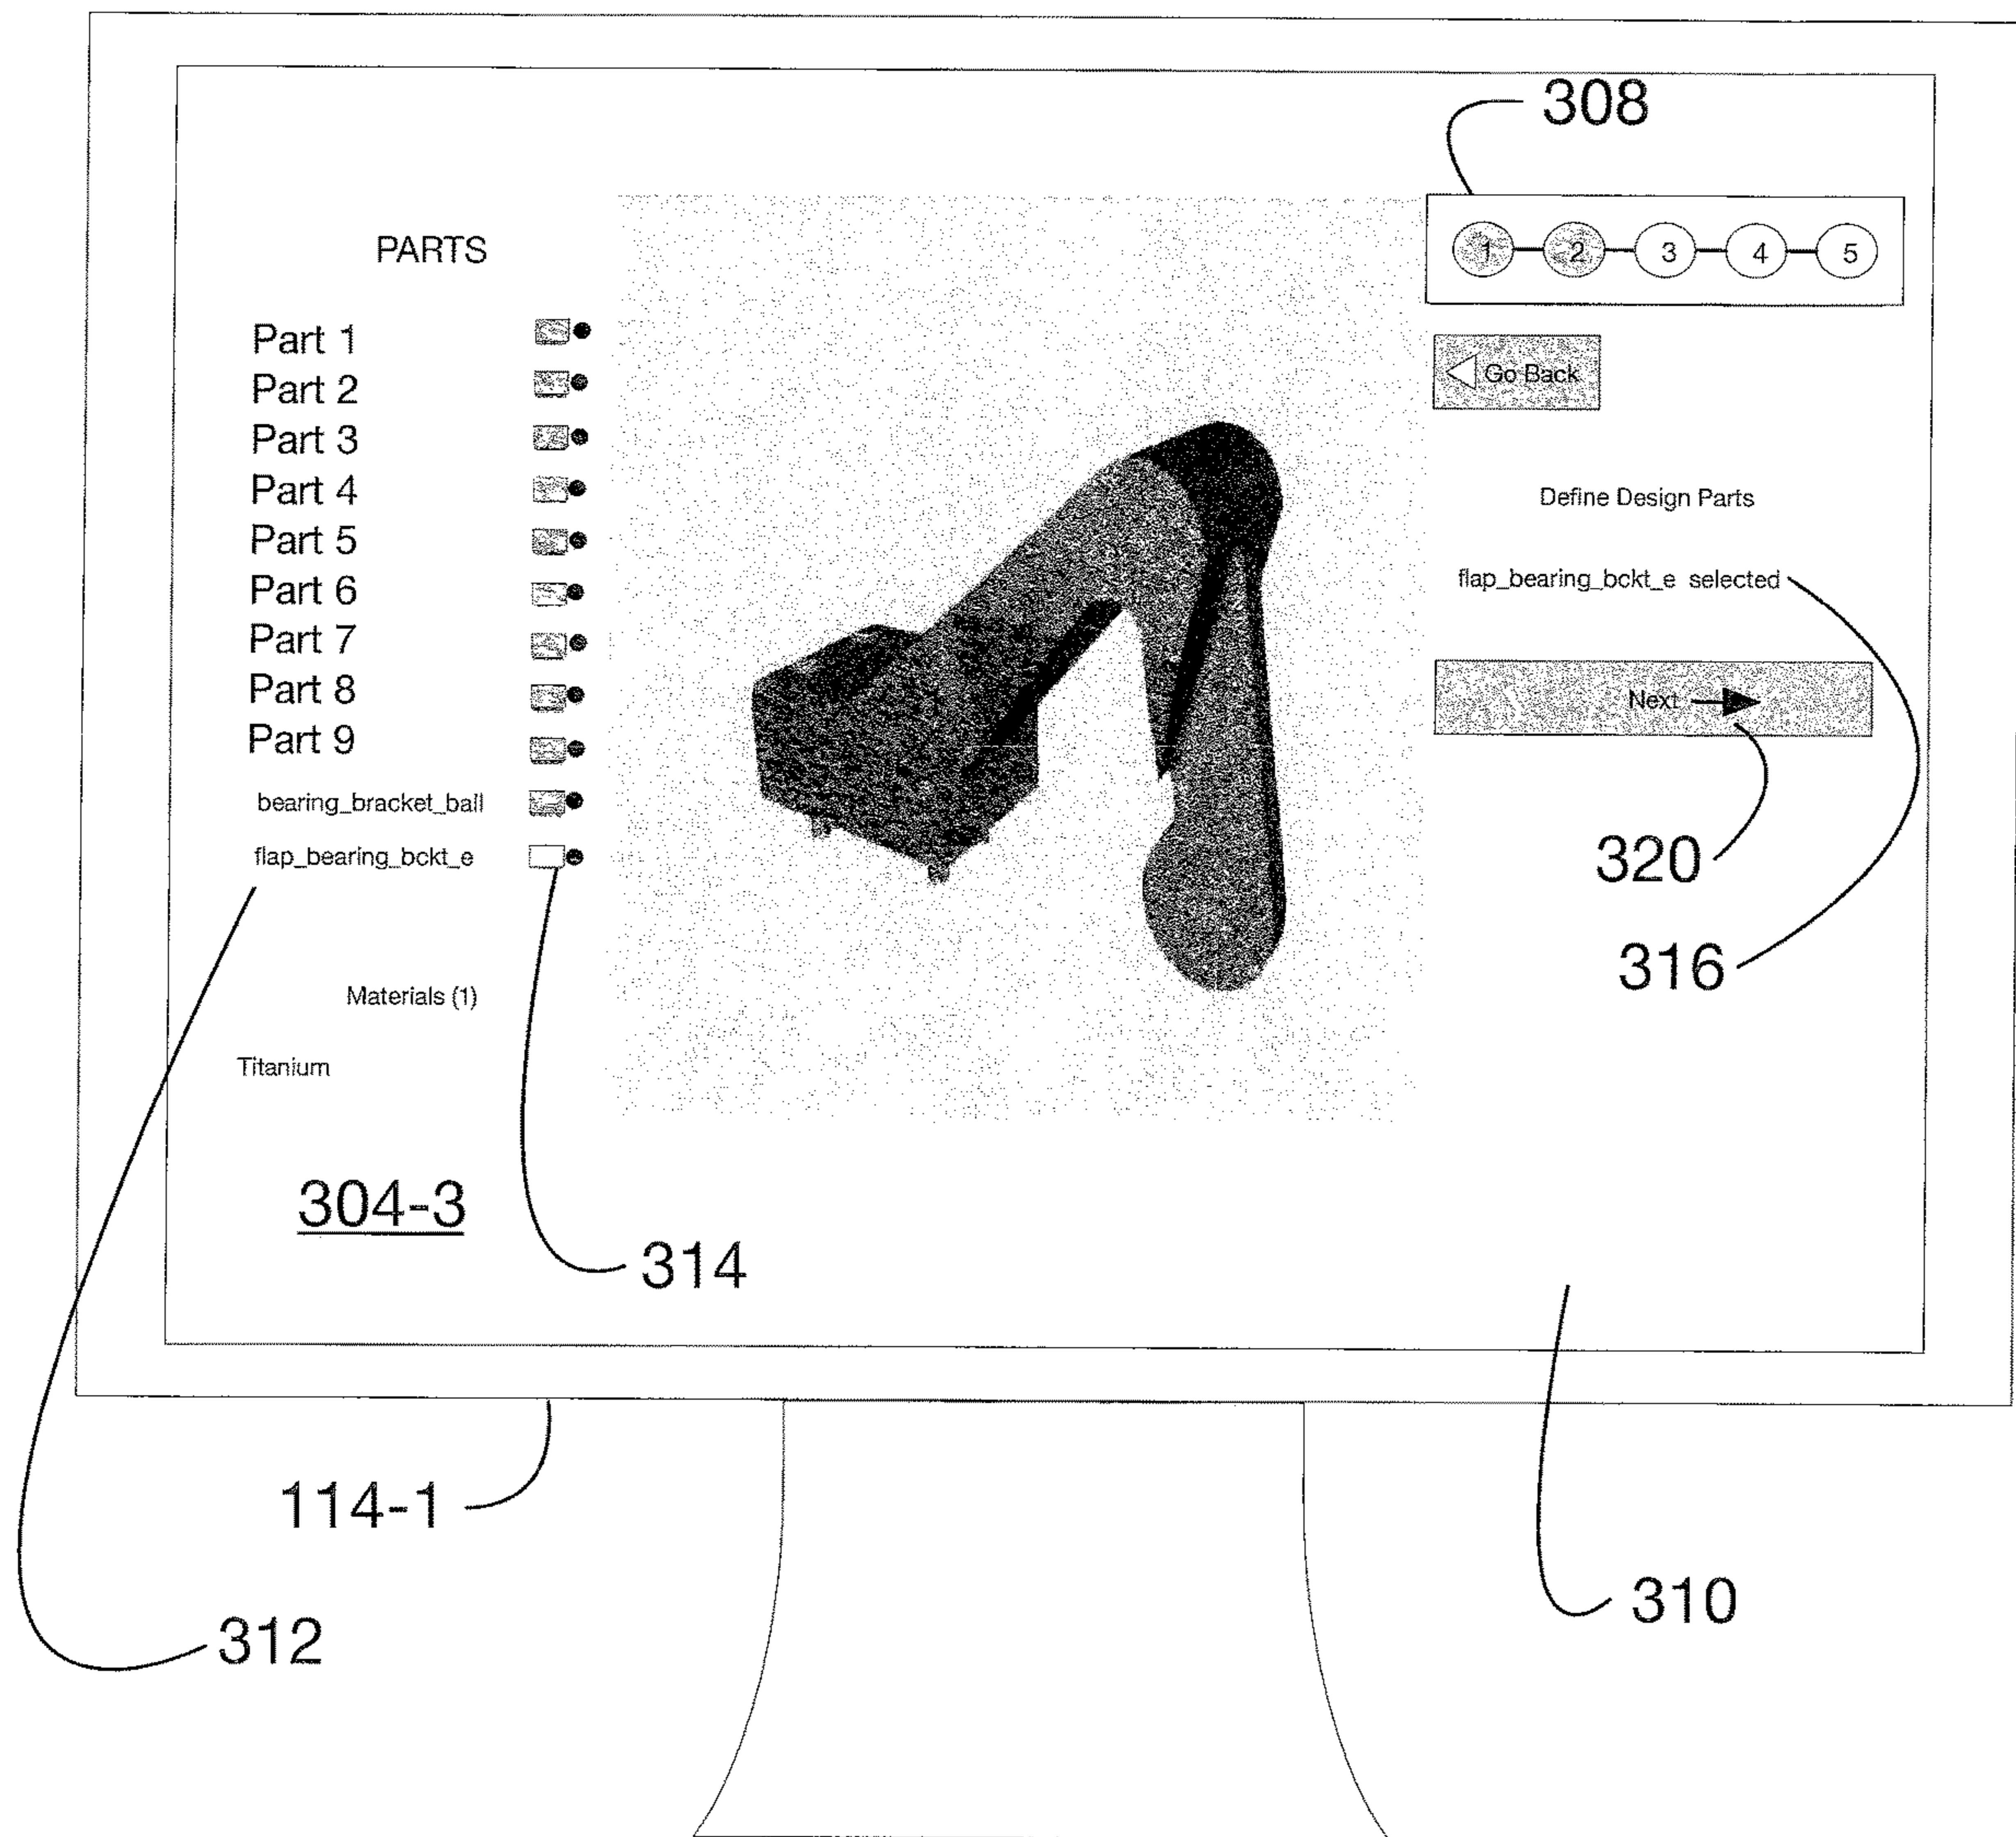 308
1 2 3 4 5
PARTS
Go Back
Part 1
Part 2
Part 3
Part 4
Part 5
Part 6
Part 7
Part 8
Part 9
bearing_bracket_ball
flap_bearing_bckt_e
Define Design Parts
flap_bearing_bckt_e selected
Next
320
316
Materials (1)
Titanium
304-3
314
114-1
312
310